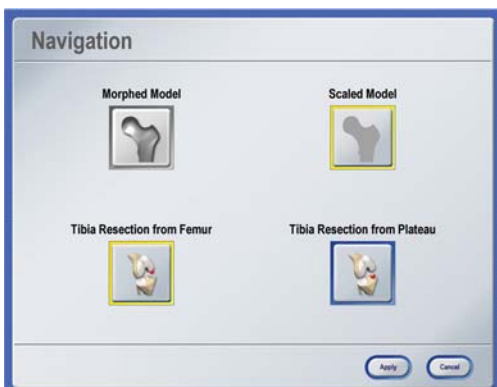 Navigation
Morphed Model
Scaled Model
Tibia Resection from Femur
Tibia Resection from Plateau
Apply
Cancel